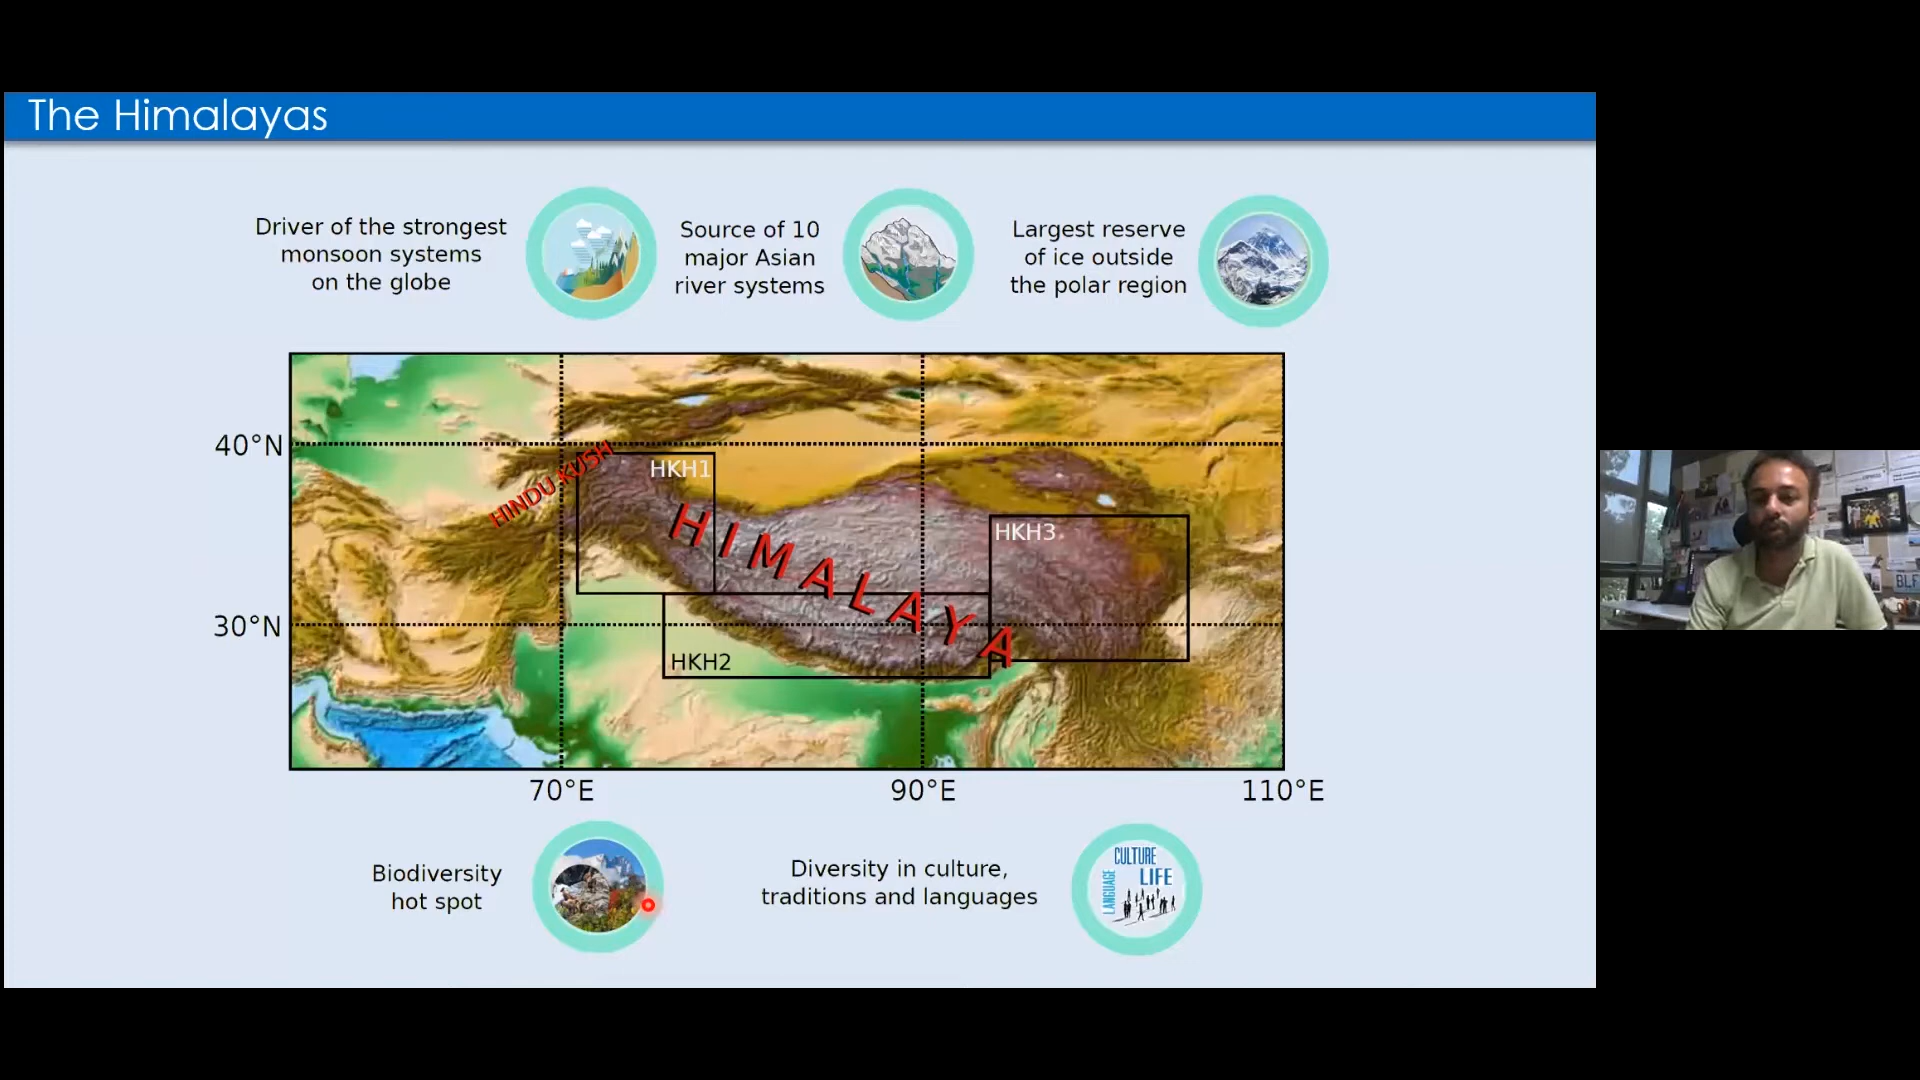 The Himalayas
Driver of the strongest
monsoon systems
on the globe
Source of 10
major Asian
river systems
Largest reserve
of ice outside
the polar region
40°N
30°N
HINDU KUSH
HKH1
HIMALAYA
HKH3
HKH2
70°E
90°E
110°E
Biodiversity
hot spot
Diversity in culture,
traditions and languages
CULTURE
LANGUAGE
LIFE
BLF